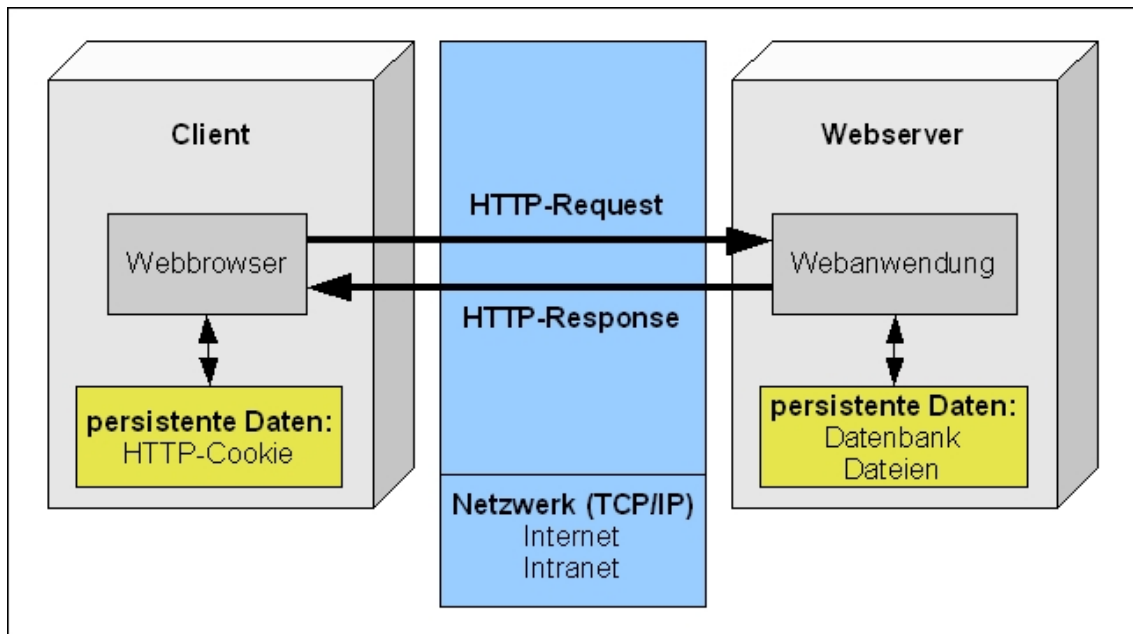 Client
Webbrowser
persistente Daten:
HTTP-Cookie
HTTP-Request
HTTP-Response
Netzwerk (TCP/IP)
Internet
Intranet
Webserver
Webanwendung
persistente Daten:
Datenbank
Dateien